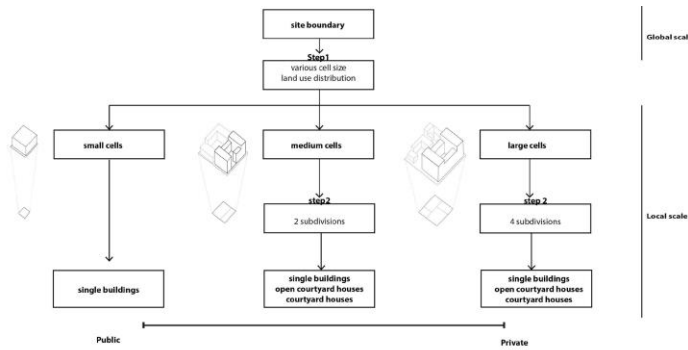 site boundary
Global scal
Step1
various cell size
land use distribution
small cells
medium cells
large cells
step2
step 2
2 subdivisions
4 subdivisions
Local scale
single buildings
single buildings
open courtyard houses
courtyard houses
single buildings
open courtyard houses
courtyard houses
Public
Private